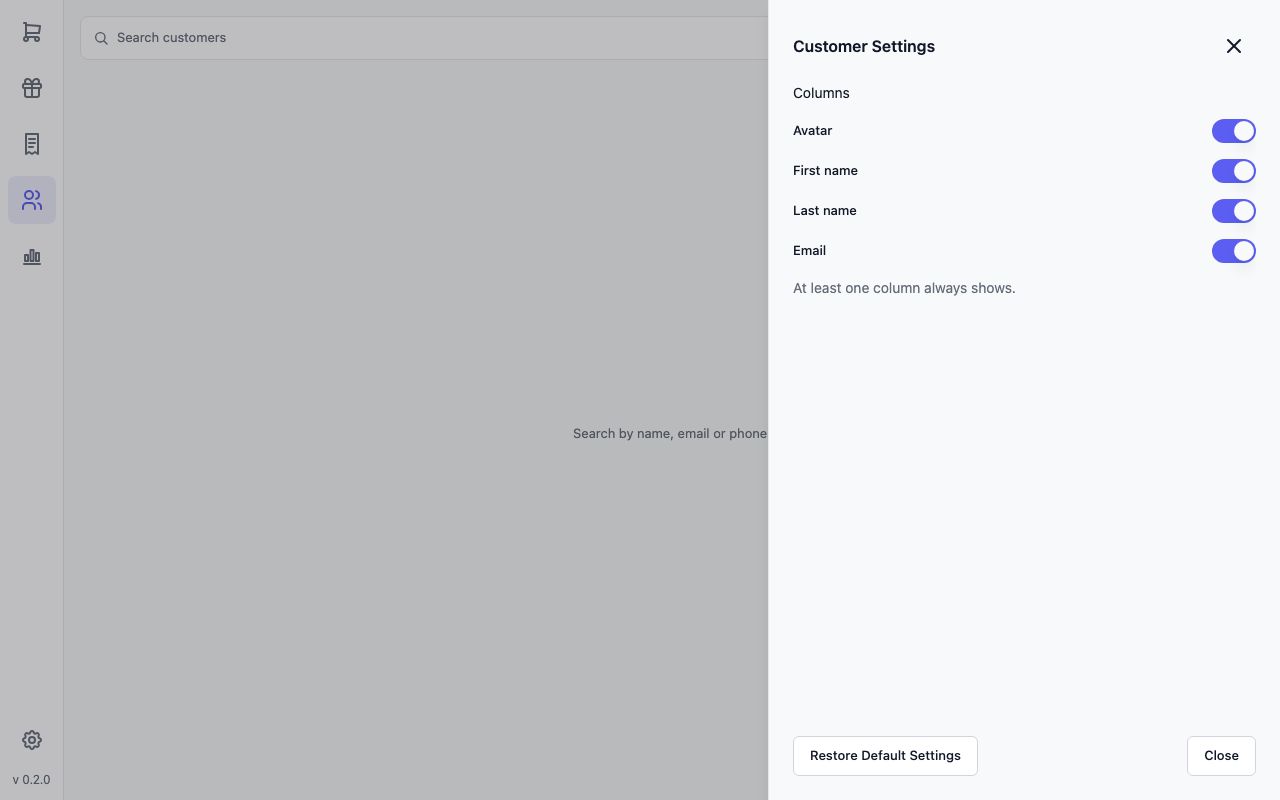 Search customers
Customer Settings
Columns
Avatar
First name
Last name
Email
At least one column always shows.
Search by name, email or phone
Restore Default Settings
Close
v 0.2.0